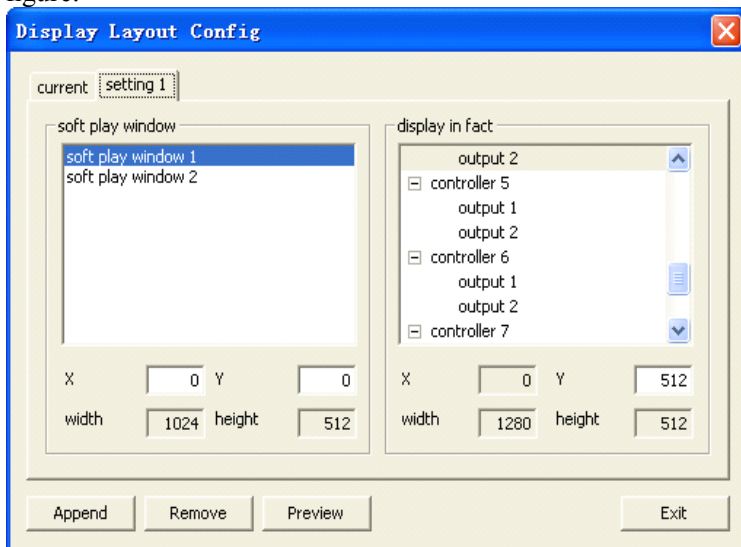 figure.
Display Layout Config
current setting 1
soft play window
soft play window 1
soft play window 2
X 0 Y 0
width 1024 height 512
display in fact
output 2
controller 5
output 1
output 2
controller 6
output 1
output 2
controller 7
X 0 Y 512
width 1280 height 512
Append Remove Preview Exit